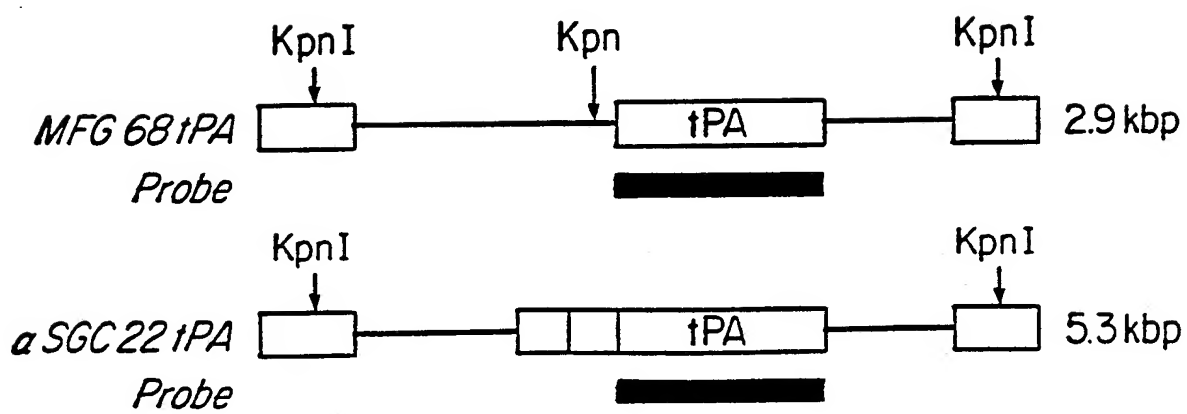 KpnI Kpn KpnI
MFG 68 tPA tPA 2.9 kbp
Probe
KpnI KpnI
α SGC 22 tPA tPA 5.3 kbp
Probe